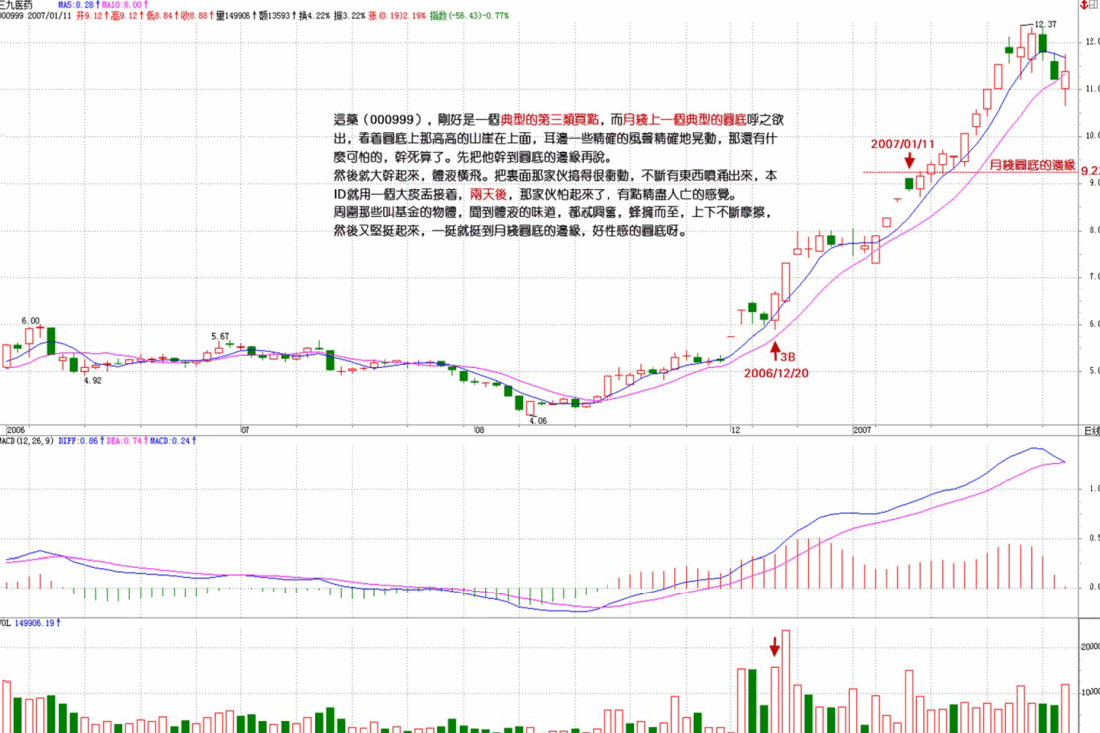 三九医药 MA5:8.28↑ MA10:8.00↑
000999 2007/01/11 开9.12↑高9.12↑低8.84↑收8.88↑量149906↑额13593↑换4.22% 振3.22% 涨(0.19)2.19% 指数(-56.43)-0.77%
12.37
12.0
11.0
這藥（000999），剛好是一個典型的第三類買點，而月綫上一個典型的圓底呼之欲
出，看着圓底上那高高的山崖在上面，耳邊一些精確的風聲精確地晃動，那還有什
麼可怕的，幹死算了。先把他幹到圓底的邊緣再說。
然後就大幹起來，體液橫飛。把裏面那家伙搞得很衝動，不斷有東西噴涌出來，本
ID就用一個大痰盂接着，兩天後，那家伙怕起來了，有點精盡人亡的感覺。
周圍那些叫基金的物體，聞到體液的味道，都忒興奮，蜂擁而至，上下不斷摩擦，
然後又堅挺起來，一挺就挺到月綫圓底的邊緣，好性感的圓底呀。
10.0
2007/01/11
月綫圓底的邊緣
9.2
9.0
8.0
7.0
6.00
6.0
5.67
3B
2006/12/20
5.0
4.92
4.06
2006 07 08 12 2007 日线
MACD(12,26,9) DIFF:0.86↑ DEA:0.74↑ MACD:0.24↑
1.0
0.5
0.0
VOL 149906.19↑
2000
1000